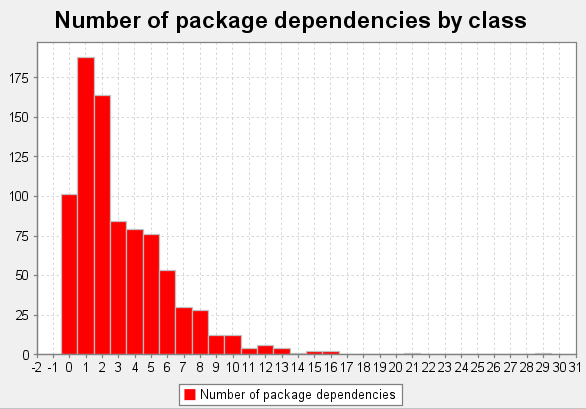 Number of package dependencies by class
175
150
125
100
75
50
25
0
-2 -1 0 1 2 3 4 5 6 7 8 9 10 11 12 13 14 15 16 17 18 19 20 21 22 23 24 25 26 27 28 29 30 31
Number of package dependencies